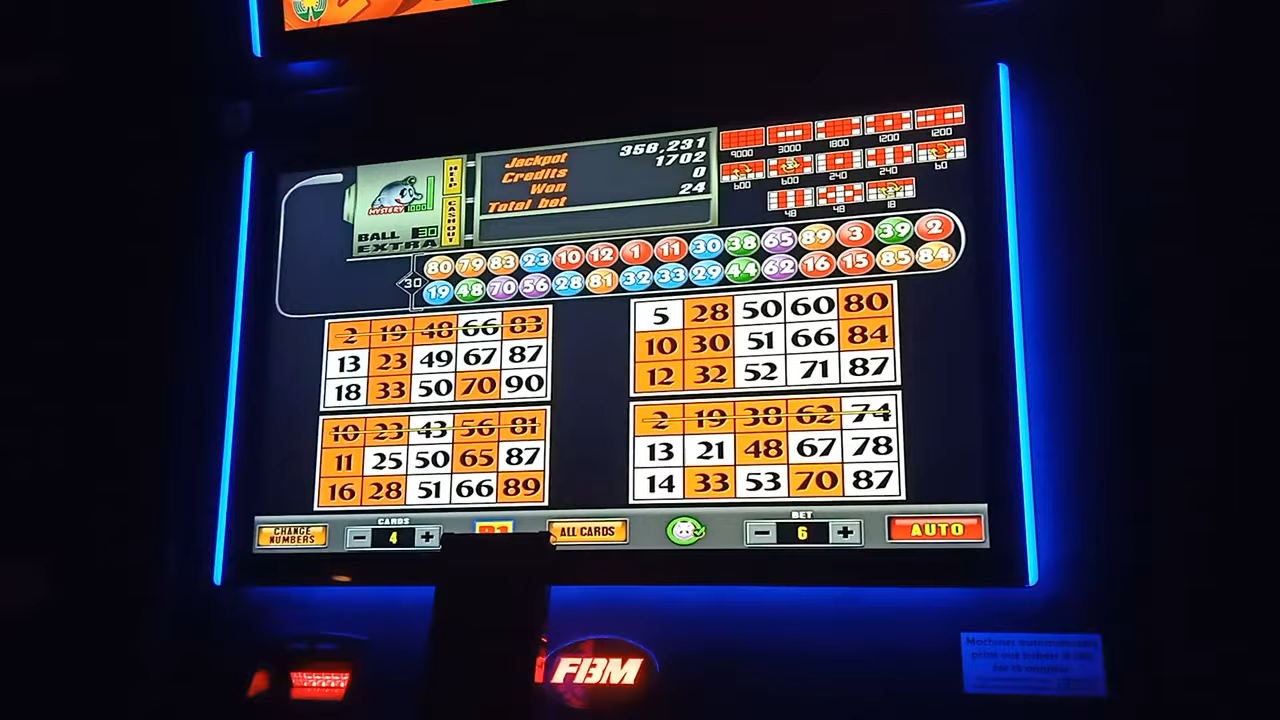 Jackpot 358,231
Credits 1702
Won 0
Total bet 24
HELP
CASHOUT
MYSTERY 1000
BALL 30
EXTRA
9000 3000 1800 1200 1200
600 600 240 240 60
48 48 18
80 79 83 23 10 12 1 11 30 38 65 89 3 39 2
30
19 48 70 56 28 81 32 33 29 44 62 16 15 85 84
2 19 48 66 83
13 23 49 67 87
18 33 50 70 90
5 28 50 60 80
10 30 51 66 84
12 32 52 71 87
10 23 43 56 81
11 25 50 65 87
16 28 51 66 89
2 19 38 62 74
13 21 48 67 78
14 33 53 70 87
CHANGE NUMBERS
CARDS
- 4 +
ALL CARDS
BET
- 6 +
AUTO
FBM
Machines automatically